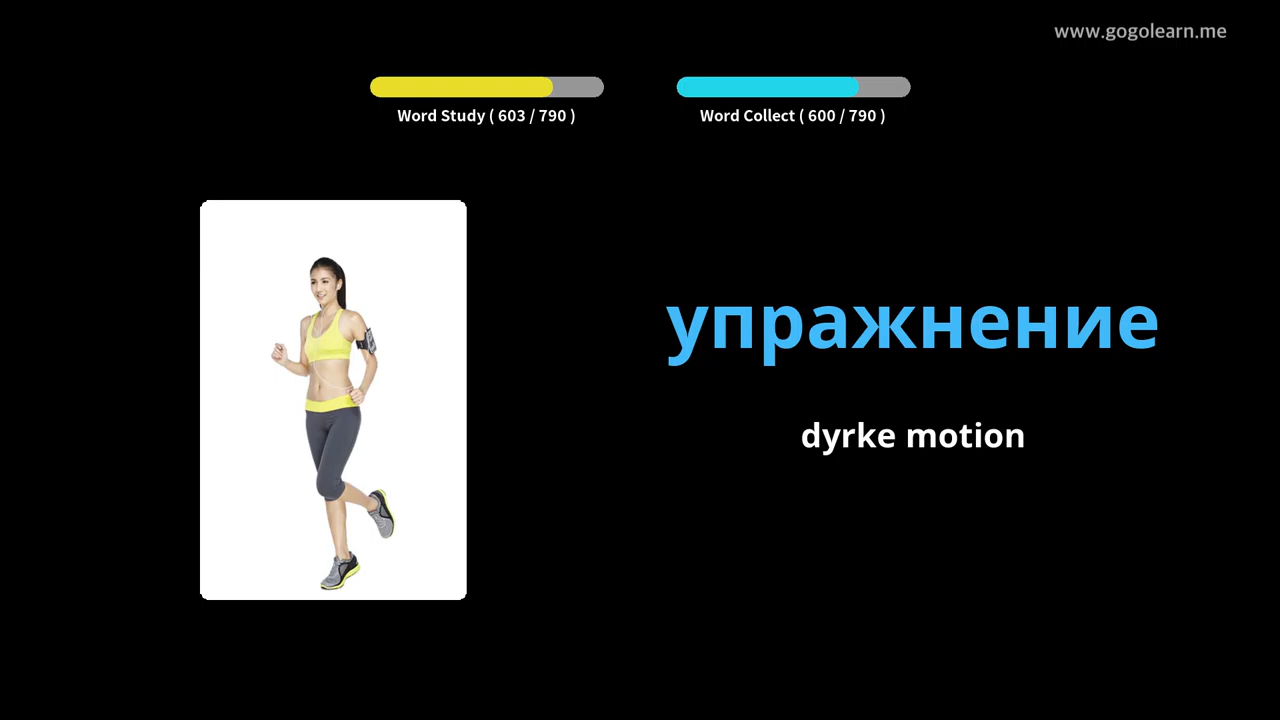 www.gogolearn.me
Word Study ( 603 / 790 )
Word Collect ( 600 / 790 )
упражнение
dyrke motion